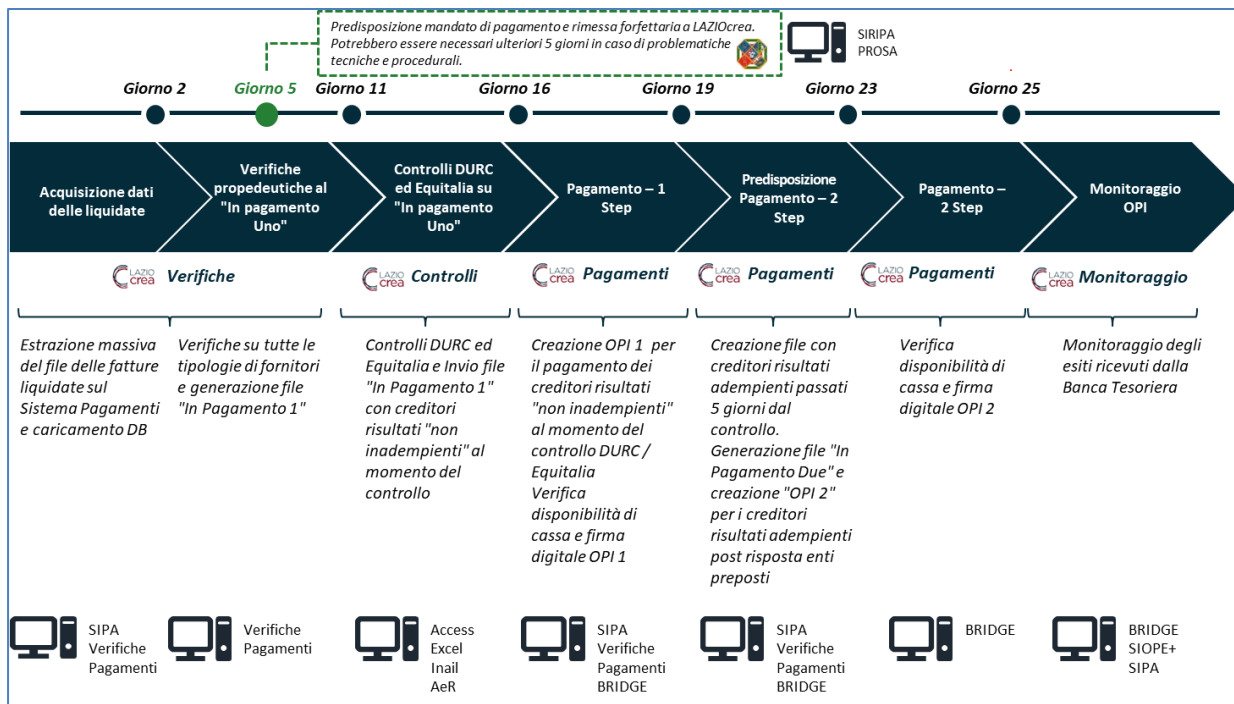 Predisposizione mandato di pagamento e rimessa forfettaria a LAZIOcrea.
Potrebbero essere necessari ulteriori 5 giorni in caso di problematiche
tecniche e procedurali.
SIRIPA
PROSA
Giorno 2
Giorno 5
Giorno 11
Giorno 16
Giorno 19
Giorno 23
Giorno 25
Acquisizione dati
delle liquidate
Verifiche
propedeutiche al
"In pagamento
Uno"
Controlli DURC
ed Equitalia su
"In pagamento
Uno"
Pagamento – 1
Step
Predisposizione
Pagamento – 2
Step
Pagamento –
2 Step
Monitoraggio
OPI
LAZIO
crea
Verifiche
LAZIO
crea
Controlli
LAZIO
crea
Pagamenti
LAZIO
crea
Pagamenti
LAZIO
crea
Pagamenti
LAZIO
crea
Monitoraggio
Estrazione massiva
del file delle fatture
liquidate sul
Sistema Pagamenti
e caricamento DB
Verifiche su tutte le
tipologie di fornitori
e generazione file
"In Pagamento 1"
Controlli DURC ed
Equitalia e Invio file
"In Pagamento 1"
con creditori
risultati "non
inadempienti" al
momento del
controllo
Creazione OPI 1 per
il pagamento dei
creditori risultati
"non inadempienti"
al momento del
controllo DURC /
Equitalia
Verifica
disponibilità di
cassa e firma
digitale OPI 1
Creazione file con
creditori risultati
adempienti passati
5 giorni dal
controllo.
Generazione file "In
Pagamento Due" e
creazione "OPI 2"
per i creditori
risultati adempienti
post risposta enti
preposti
Verifica
disponibilità di
cassa e firma
digitale OPI 2
Monitoraggio degli
esiti ricevuti dalla
Banca Tesoriera
SIPA
Verifiche
Pagamenti
Verifiche
Pagamenti
Access
Excel
Inail
AeR
SIPA
Verifiche
Pagamenti
BRIDGE
SIPA
Verifiche
Pagamenti
BRIDGE
BRIDGE
BRIDGE
SIOPE+
SIPA